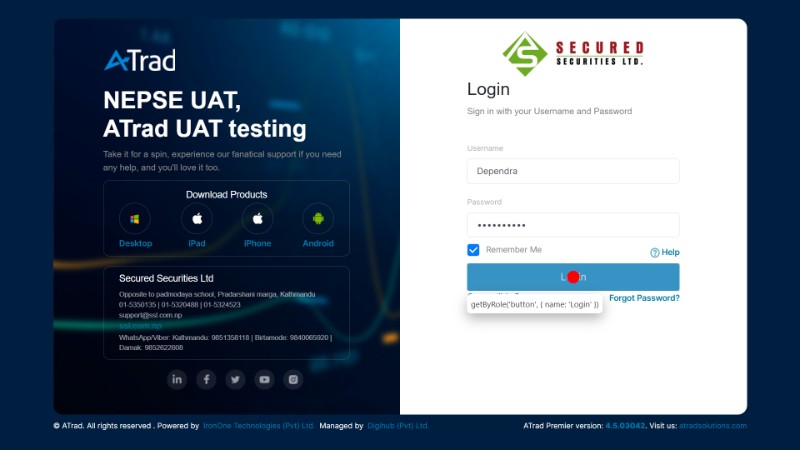 ATrad
NEPSE UAT,
ATrad UAT testing
Take it for a spin, experience our fanatical support if you need
any help, and you'll love it too.
Download Products
Desktop
iPad
iPhone
Android
Secured Securities Ltd
Opposite to padmodaya school, Pradarshani marga, Kathmandu
01-5350135 | 01-5320488 | 01-5324523
support@ssl.com.np
ssl.com.np
WhatsApp/Viber: Kathmandu: 9851358118 | Birtamode: 9840065920 |
Damak: 9852622808
SECURED
SECURITIES LTD.
Login
Sign in with your Username and Password
Username
Dependra
Password
••••••••••
Remember Me
Help
Forgot Password?
getByRole('button', { name: 'Login' })
© ATrad. All rights reserved . Powered by IronOne Technologies (Pvt) Ltd. Managed by Digihub (Pvt) Ltd.
ATrad Premier version: 4.5.03042. Visit us: atradsolutions.com